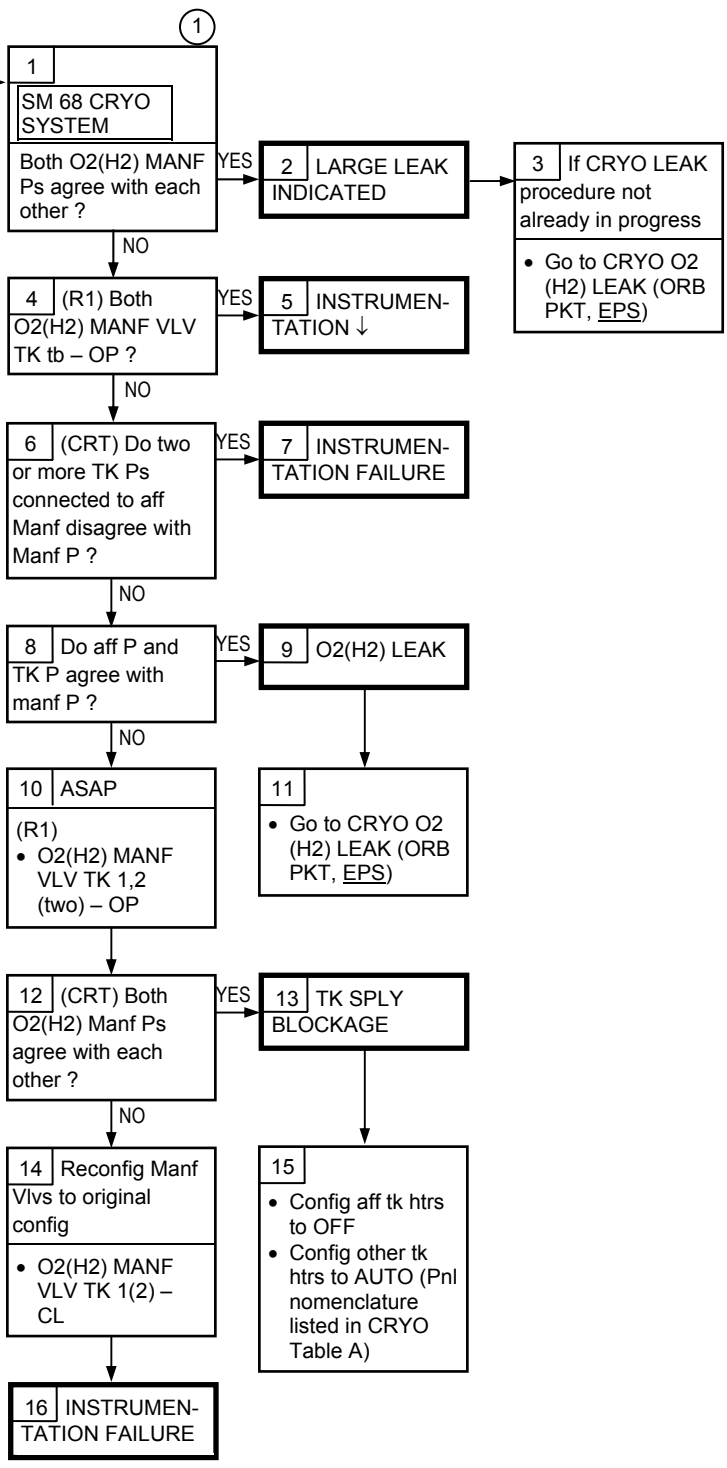 1
1
SM 68 CRYO
SYSTEM
Both O2(H2) MANF
Ps agree with each
other ?
YES
NO
2 LARGE LEAK
INDICATED
3 If CRYO LEAK
procedure not
already in progress
• Go to CRYO O2
(H2) LEAK (ORB
PKT, EPS)
4 (R1) Both
O2(H2) MANF VLV
TK tb – OP ?
YES
NO
5 INSTRUMEN-
TATION ↓
6 (CRT) Do two
or more TK Ps
connected to aff
Manf disagree with
Manf P ?
YES
NO
7 INSTRUMEN-
TATION FAILURE
8 Do aff P and
TK P agree with
manf P ?
YES
NO
9 O2(H2) LEAK
10 ASAP
(R1)
• O2(H2) MANF
VLV TK 1,2
(two) – OP
11
• Go to CRYO O2
(H2) LEAK (ORB
PKT, EPS)
12 (CRT) Both
O2(H2) Manf Ps
agree with each
other ?
YES
NO
13 TK SPLY
BLOCKAGE
14 Reconfig Manf
Vlvs to original
config
• O2(H2) MANF
VLV TK 1(2) –
CL
15
• Config aff tk htrs
to OFF
• Config other tk
htrs to AUTO (Pnl
nomenclature
listed in CRYO
Table A)
16 INSTRUMEN-
TATION FAILURE